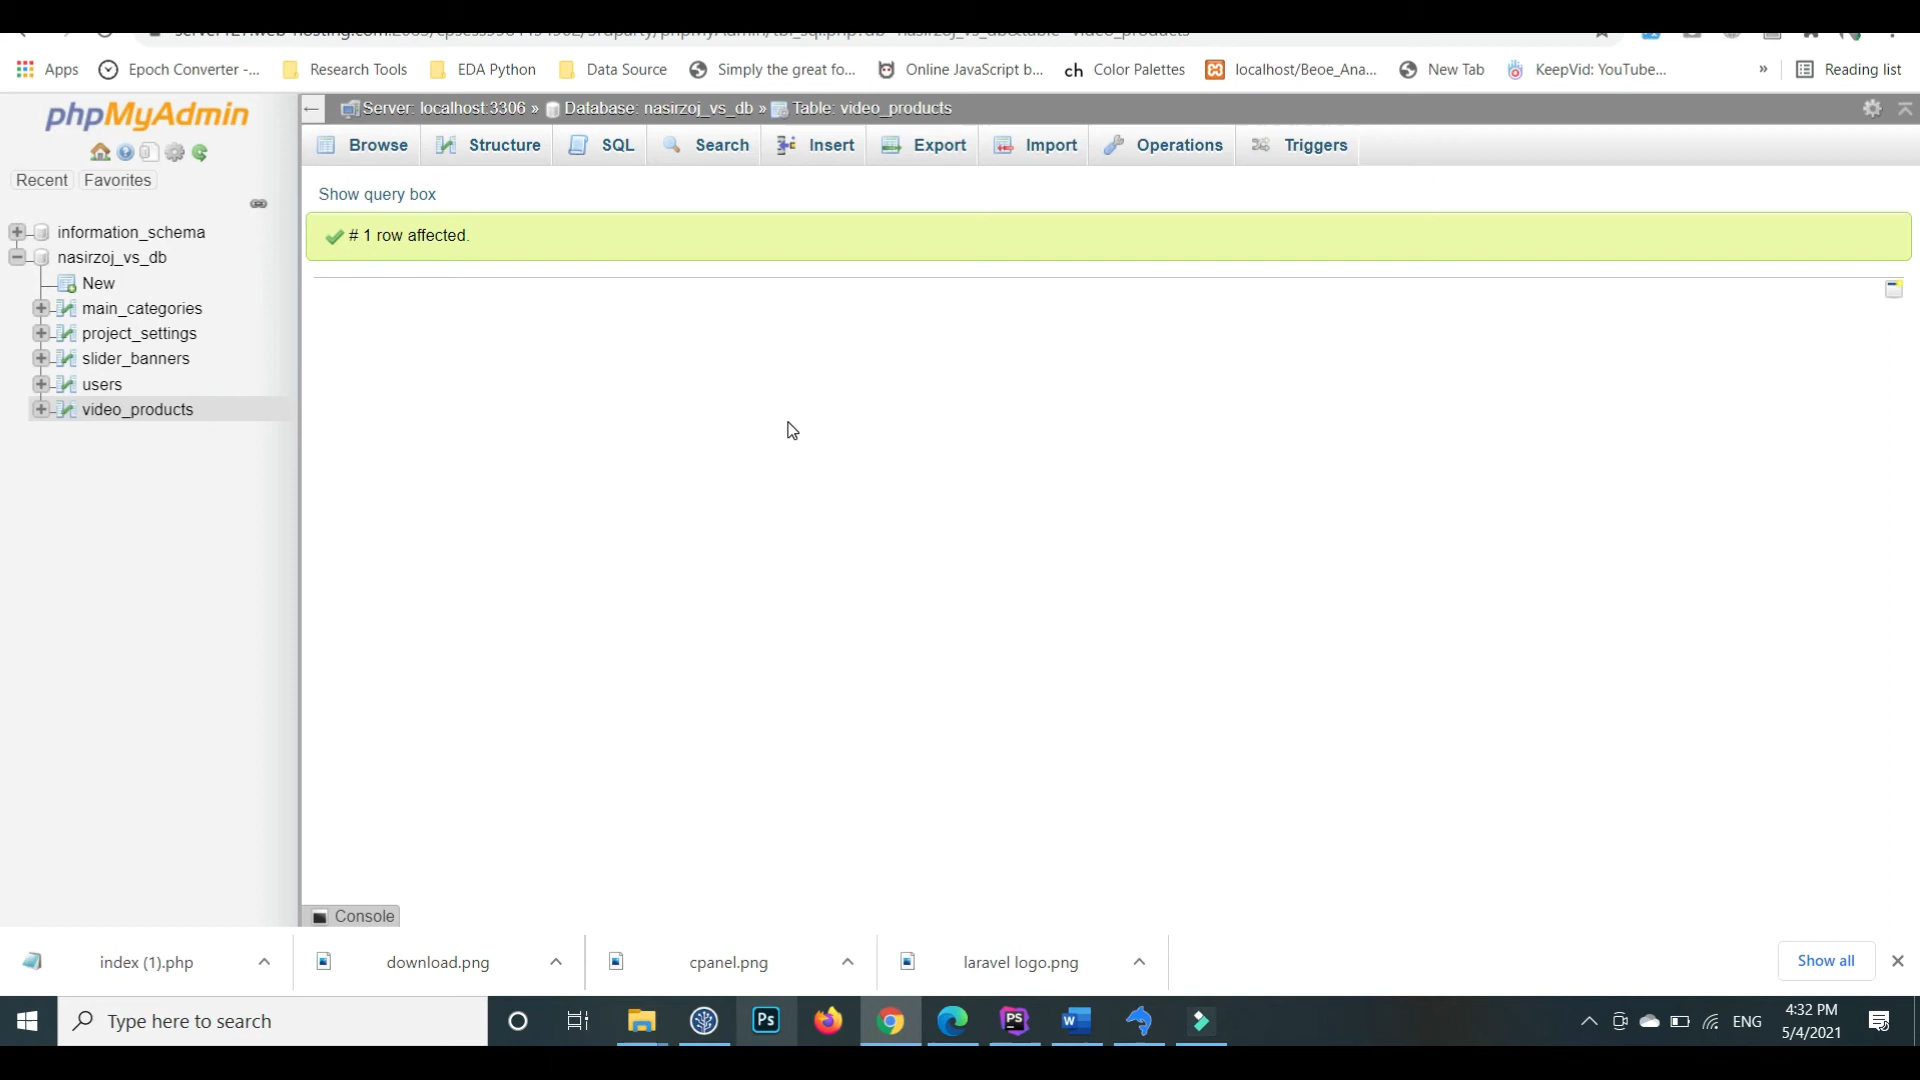 Apps
Epoch Converter -...
Research Tools
EDA Python
Data Source
Simply the great fo...
Online JavaScript b...
ch Color Palettes
localhost/Beoe_Ana...
New Tab
KeepVid: YouTube...
»
Reading list
phpMyAdmin
Recent
Favorites
information_schema
nasirzoj_vs_db
New
main_categories
project_settings
slider_banners
users
video_products
Server: localhost:3306 » Database: nasirzoj_vs_db » Table: video_products
Browse
Structure
SQL
Search
Insert
Export
Import
Operations
Triggers
Show query box
# 1 row affected.
Console
index (1).php
download.png
cpanel.png
laravel logo.png
Show all
Type here to search
Ps
PS
W
ENG
4:32 PM
5/4/2021